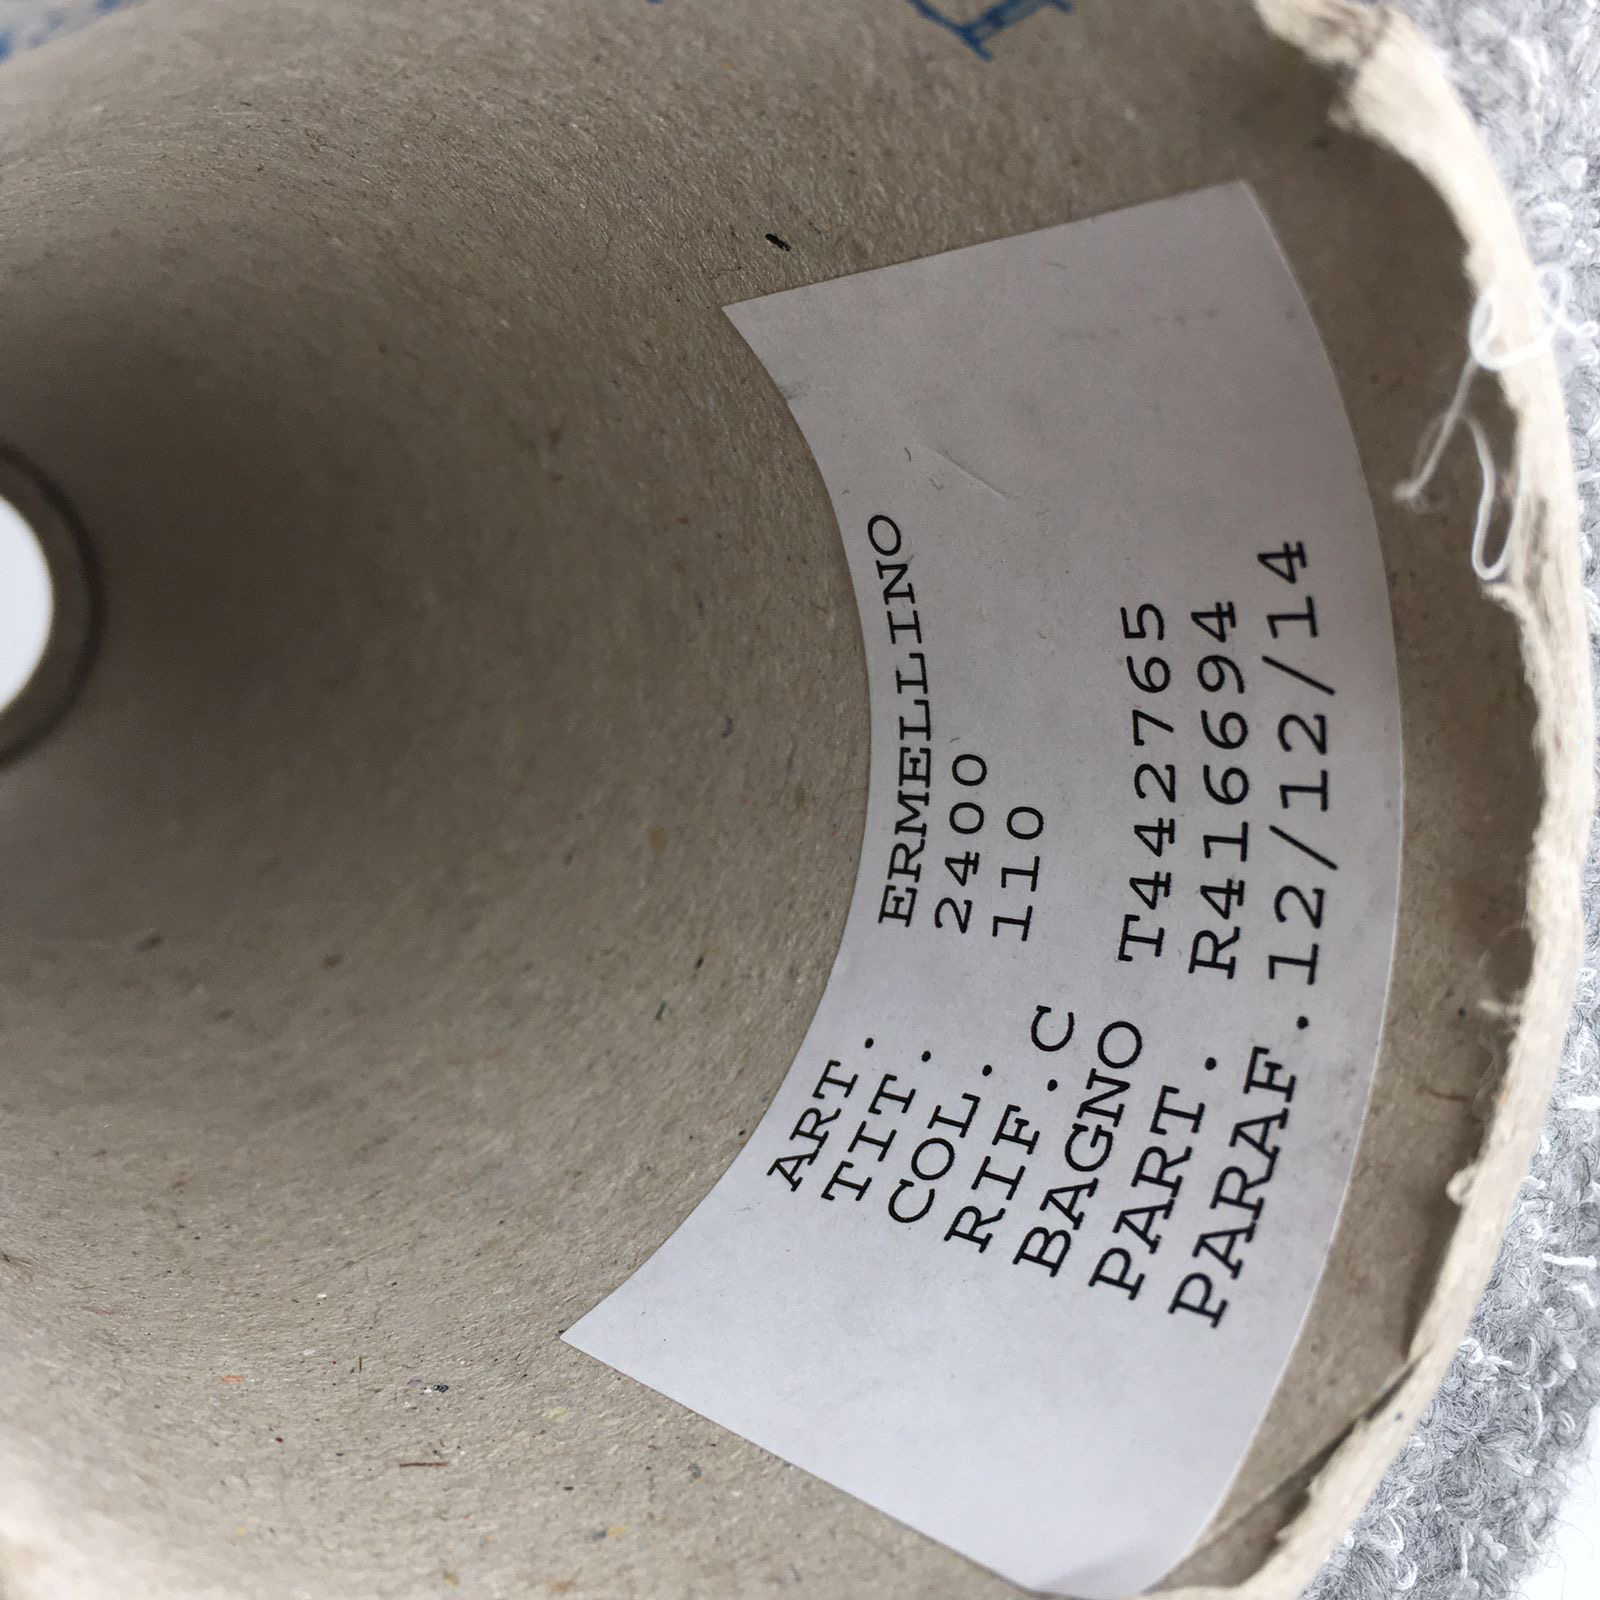 ART. ERMELLINO
TIT. 2400
COL. 110
RIF.C
BAGNO T442765
PART. R416694
PARAF.12/12/14